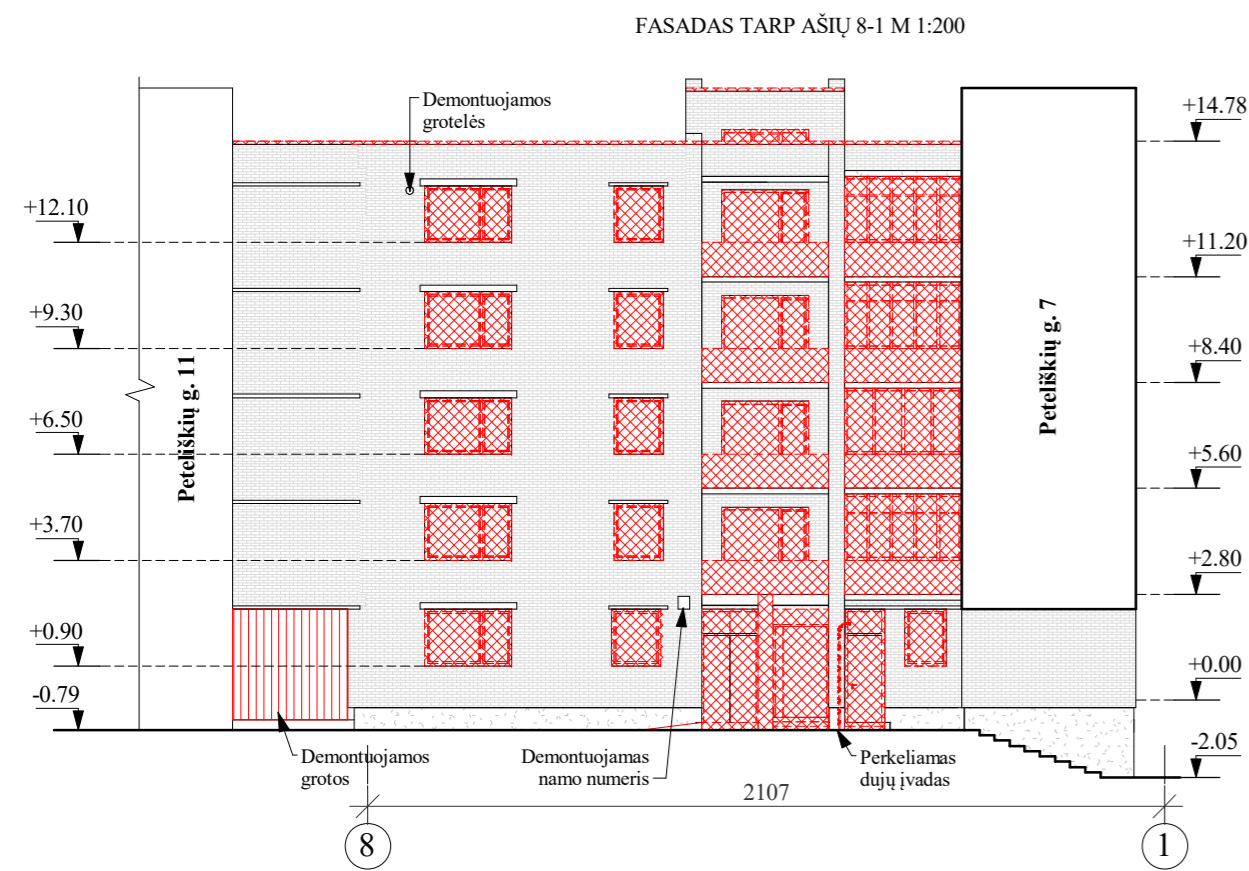 FASADAS TARP AŠIŲ 8-1 M 1:200
Demontuojamos
grotelės
+14.78
+12.10
+11.20
+9.30
+8.40
Peteliškių g. 11
Peteliškių g. 7
+6.50
+5.60
+3.70
+2.80
+0.90
+0.00
-0.79
-2.05
Demontuojamos
grotos
Demontuojamas
namo numeris
Perkeliamas
dujų įvadas
2107
8
1